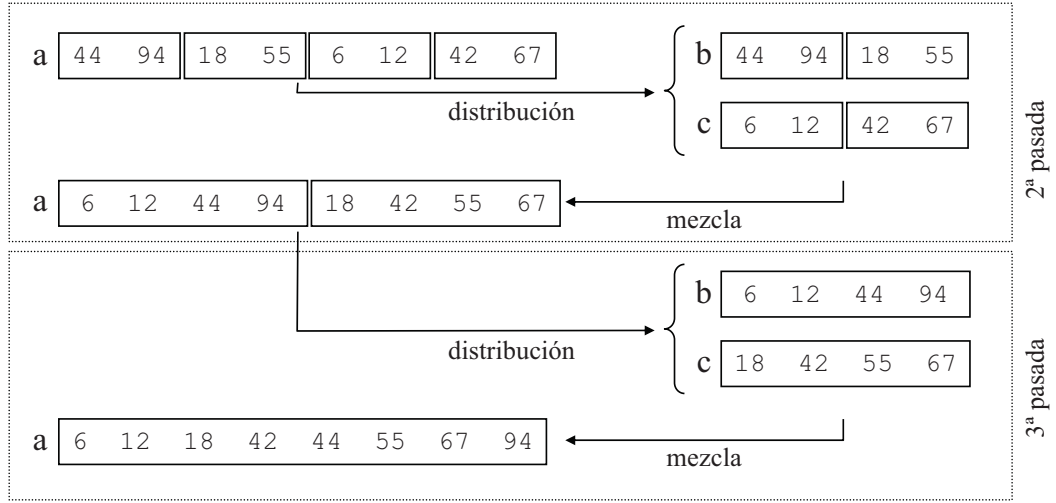 a 44 94 18 55 6 12 42 67
b 44 94 18 55
distribución
c 6 12 42 67
a 6 12 44 94 18 42 55 67
mezcla
2ª pasada
b 6 12 44 94
distribución
c 18 42 55 67
a 6 12 18 42 44 55 67 94
mezcla
3ª pasada